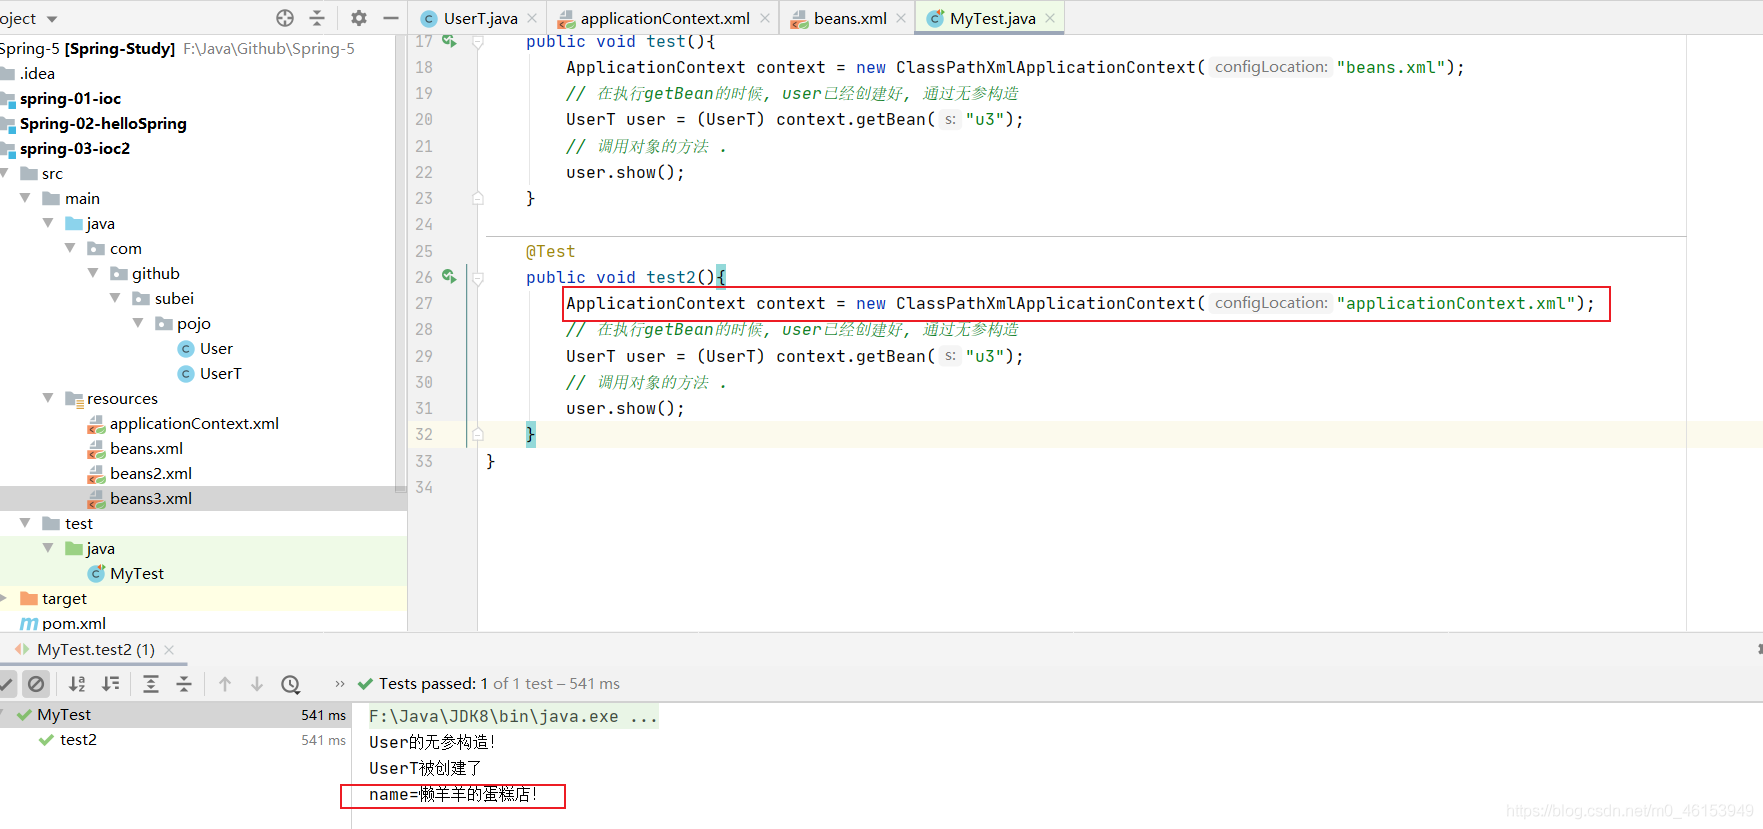 oject
UserT.java
applicationContext.xml
beans.xml
MyTest.java
Spring-5 [Spring-Study] F:\Java\Github\Spring-5
.idea
spring-01-ioc
Spring-02-helloSpring
spring-03-ioc2
src
main
java
com
github
subei
pojo
User
UserT
resources
applicationContext.xml
beans.xml
beans2.xml
beans3.xml
test
java
MyTest
target
pom.xml
17 public void test(){
18 ApplicationContext context = new ClassPathXmlApplicationContext( configLocation: "beans.xml");
19 // 在执行getBean的时候, user已经创建好, 通过无参构造
20 UserT user = (UserT) context.getBean( s: "u3");
21 // 调用对象的方法 .
22 user.show();
23 }
24
25 @Test
26 public void test2(){
27 ApplicationContext context = new ClassPathXmlApplicationContext( configLocation: "applicationContext.xml");
28 // 在执行getBean的时候, user已经创建好, 通过无参构造
29 UserT user = (UserT) context.getBean( s: "u3");
30 // 调用对象的方法 .
31 user.show();
32 }
33 }
34
MyTest.test2 (1)
Tests passed: 1 of 1 test – 541 ms
MyTest 541 ms
test2 541 ms
F:\Java\JDK8\bin\java.exe ...
User的无参构造!
UserT被创建了
name=懒羊羊的蛋糕店!
https://blog.csdn.net/m0_46153949